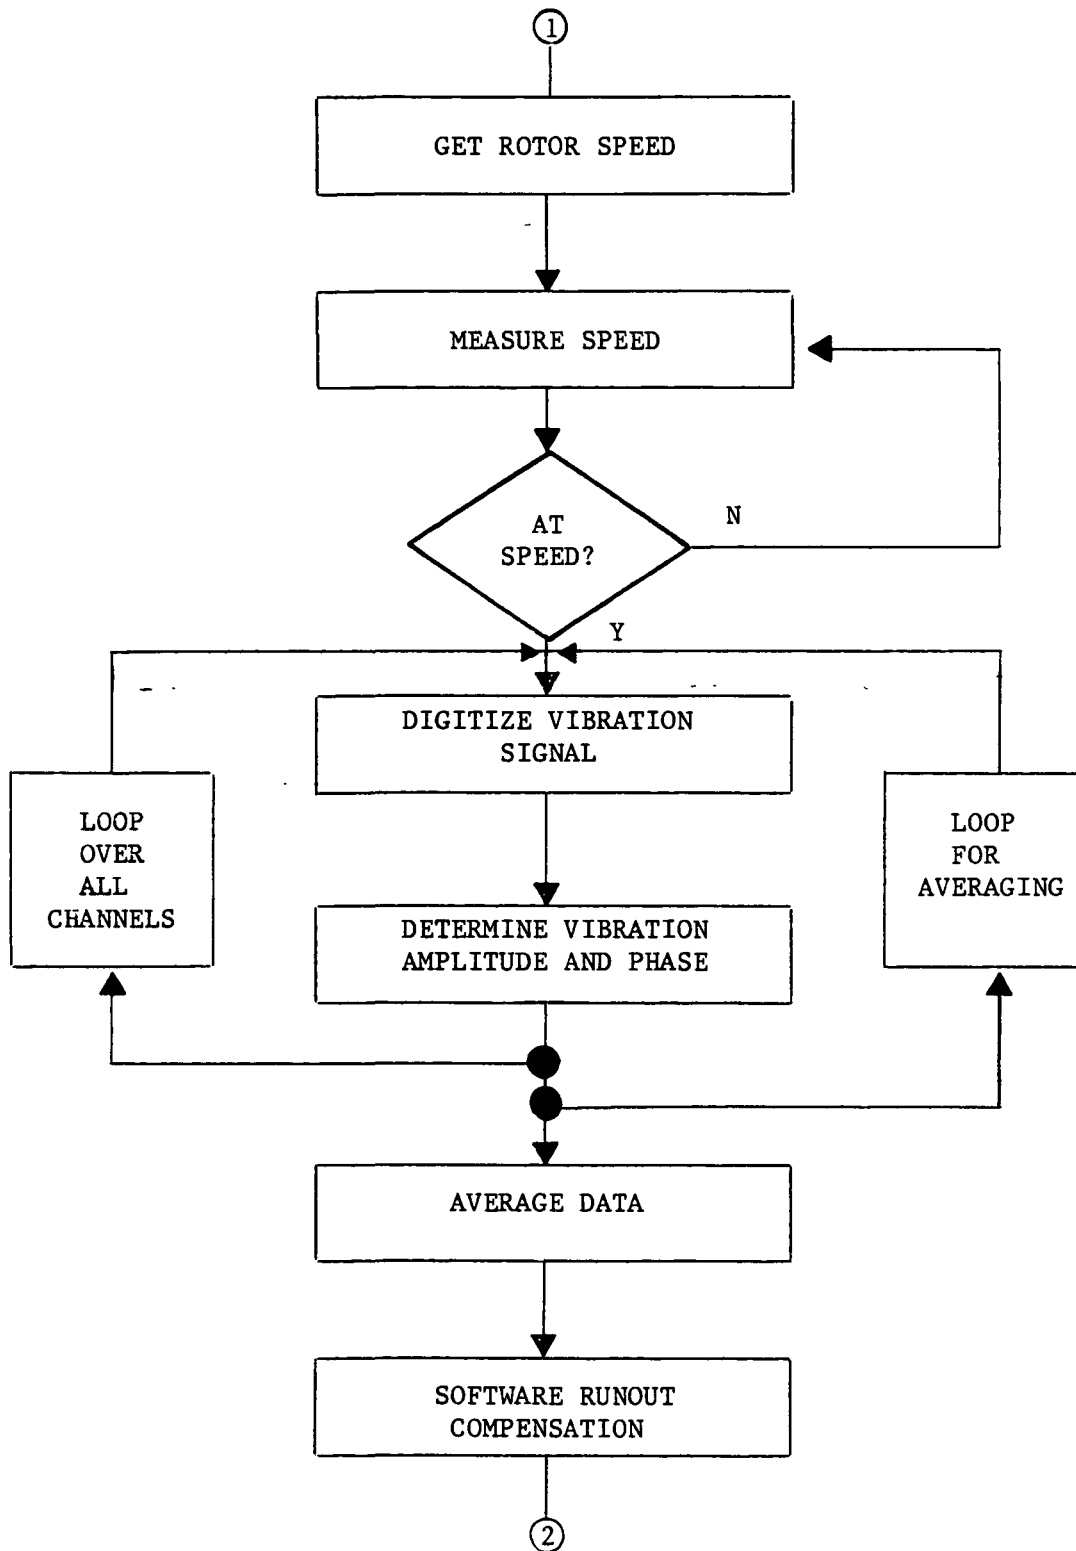 1
GET ROTOR SPEED
MEASURE SPEED
AT
SPEED?
N
Y
DIGITIZE VIBRATION
SIGNAL
LOOP
OVER
ALL
CHANNELS
LOOP
FOR
AVERAGING
DETERMINE VIBRATION
AMPLITUDE AND PHASE
AVERAGE DATA
SOFTWARE RUNOUT
COMPENSATION
2